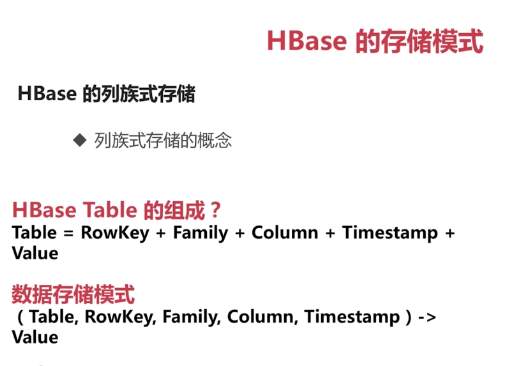 HBase 的存储模式
HBase 的列族式存储
◆ 列族式存储的概念
HBase Table 的组成？
Table = RowKey + Family + Column + Timestamp +
Value
数据存储模式
（Table, RowKey, Family, Column, Timestamp）->
Value